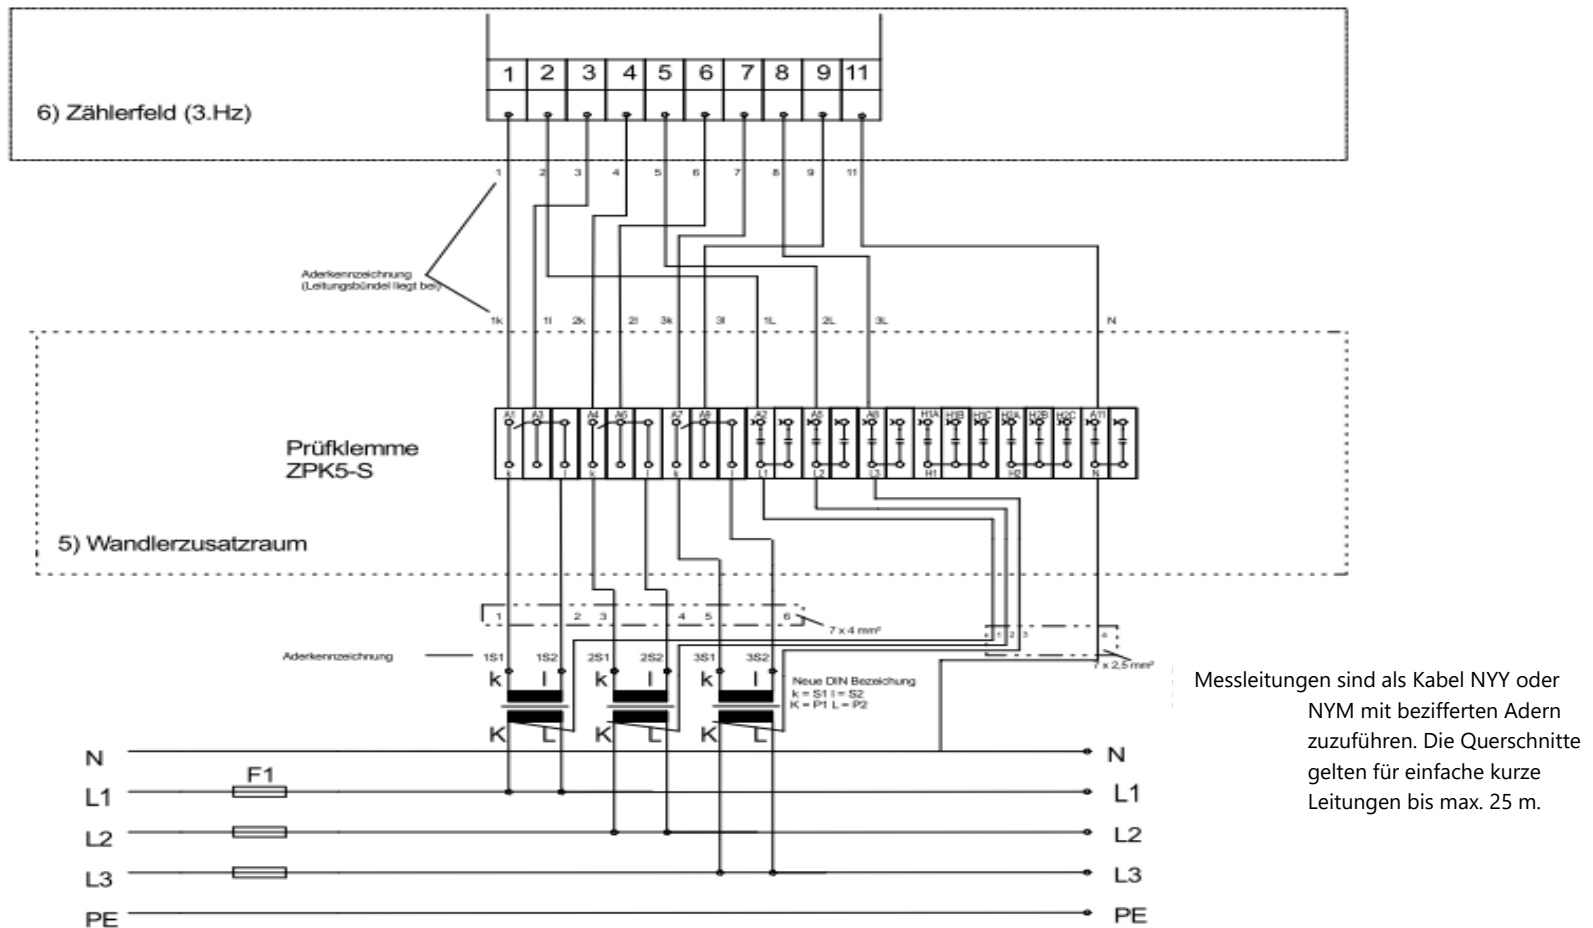 1 2 3 4 5 6 7 8 9 11
6) Zählerfeld (3.Hz)
1 2 3 4 5 6 7 8 9 11
Aderkennzeichnung
(Leitungsbündel liegt bei)
1k 1l 2k 2l 3k 3l 1L 2L 3L N
A1 A3 A4 A6 A7 A9 A2 A5 A8 H1A H1B H1C H2A H2B H2C A11
Prüfklemme
ZPK5-S
k l k l k l L1 L2 L3 H1 H2 N
5) Wandlerzusatzraum
1 2 3 4 5 6
7 x 4 mm²
1 2 3 4
7 x 2,5 mm²
Aderkennzeichnung
1S1 1S2 2S1 2S2 3S1 3S2
k l k l k l
Neue DIN Bezeichung
k = S1 l = S2
K = P1 L = P2
K L K L K L
Messleitungen sind als Kabel NYY oder
NYM mit bezifferten Adern
zuzuführen. Die Querschnitte
gelten für einfache kurze
Leitungen bis max. 25 m.
N N
F1
L1 L1
L2 L2
L3 L3
PE PE